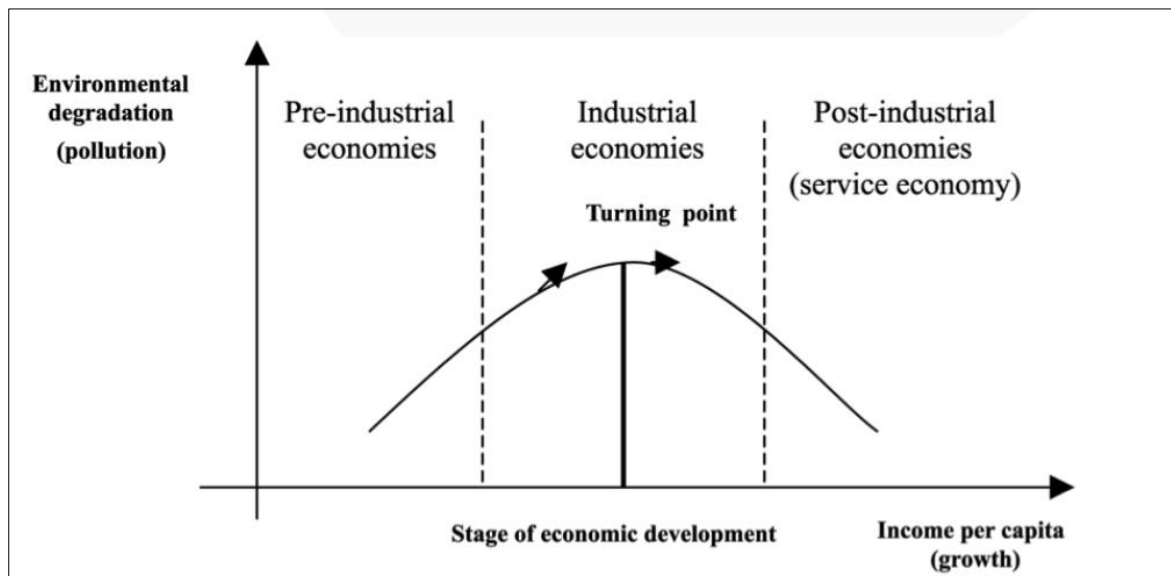 Environmental
degradation
(pollution)
Pre-industrial
economies
Industrial
economies
Post-industrial
economies
(service economy)
Turning point
Stage of economic development
Income per capita
(growth)